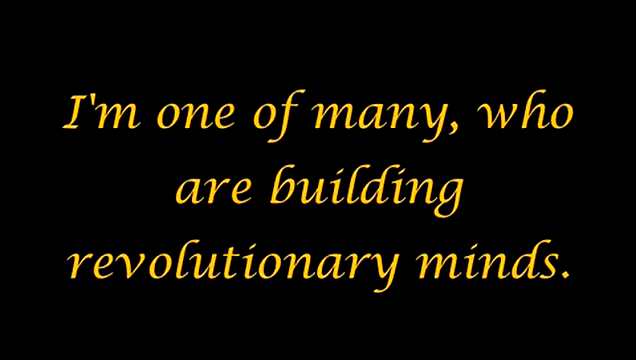 I'm one of many, who
are building
revolutionary minds.